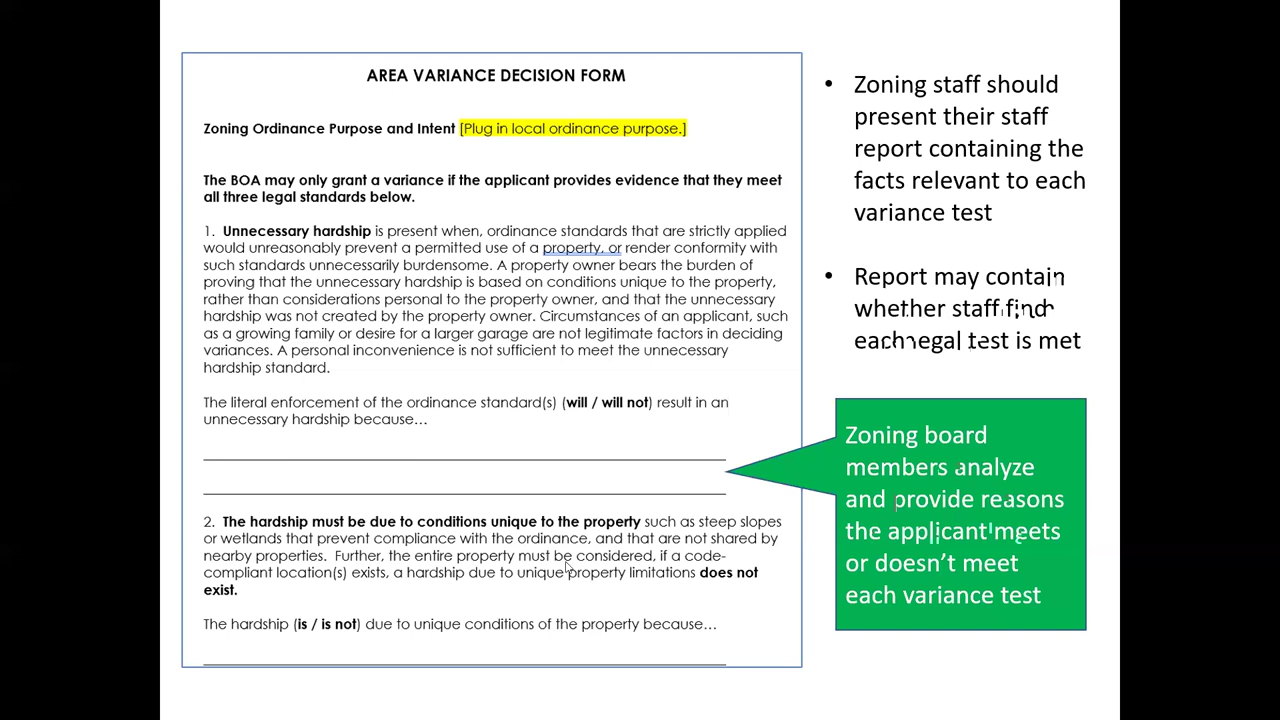 AREA VARIANCE DECISION FORM
Zoning Ordinance Purpose and Intent [Plug in local ordinance purpose.]
The BOA may only grant a variance if the applicant provides evidence that they meet
all three legal standards below.
1. Unnecessary hardship is present when, ordinance standards that are strictly applied
would unreasonably prevent a permitted use of a property, or render conformity with
such standards unnecessarily burdensome. A property owner bears the burden of
proving that the unnecessary hardship is based on conditions unique to the property,
rather than considerations personal to the property owner, and that the unnecessary
hardship was not created by the property owner. Circumstances of an applicant, such
as a growing family or desire for a larger garage are not legitimate factors in deciding
variances. A personal inconvenience is not sufficient to meet the unnecessary
hardship standard.
The literal enforcement of the ordinance standard(s) (will / will not) result in an
unnecessary hardship because…
2. The hardship must be due to conditions unique to the property such as steep slopes
or wetlands that prevent compliance with the ordinance, and that are not shared by
nearby properties. Further, the entire property must be considered, if a code-
compliant location(s) exists, a hardship due to unique property limitations does not
exist.
The hardship (is / is not) due to unique conditions of the property because…
• Zoning staff should
present their staff
report containing the
facts relevant to each
variance test
• Report may contain
whether staff find
each legal test is met
Zoning board
members analyze
and provide reasons
the applicant meets
or doesn't meet
each variance test